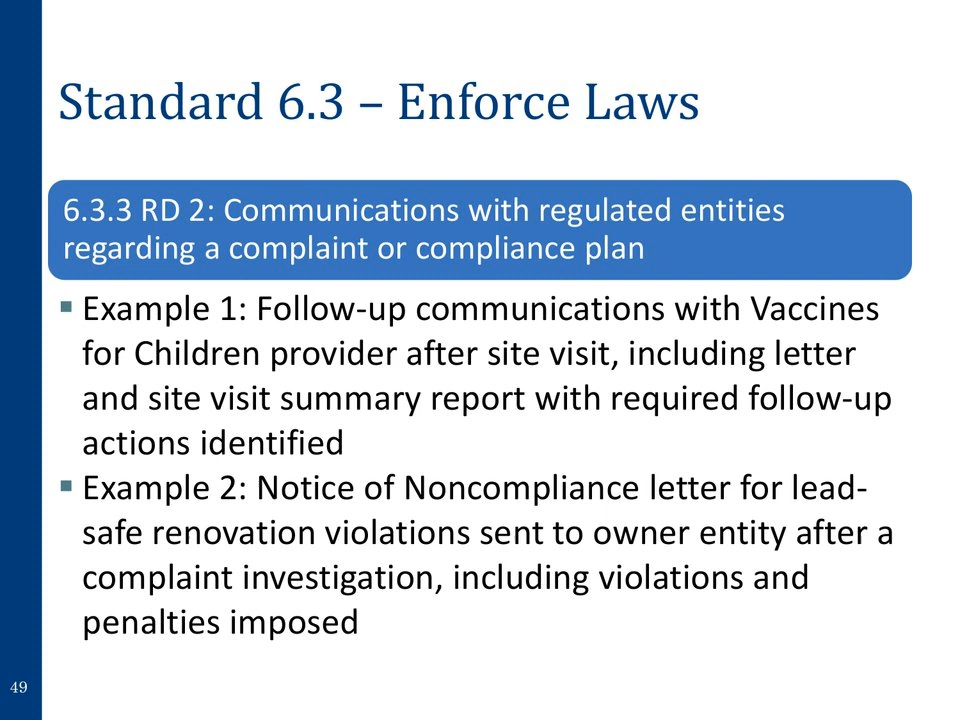 Standard 6.3 – Enforce Laws
6.3.3 RD 2: Communications with regulated entities
regarding a complaint or compliance plan
▪ Example 1: Follow-up communications with Vaccines
for Children provider after site visit, including letter
and site visit summary report with required follow-up
actions identified
▪ Example 2: Notice of Noncompliance letter for lead-
safe renovation violations sent to owner entity after a
complaint investigation, including violations and
penalties imposed
49